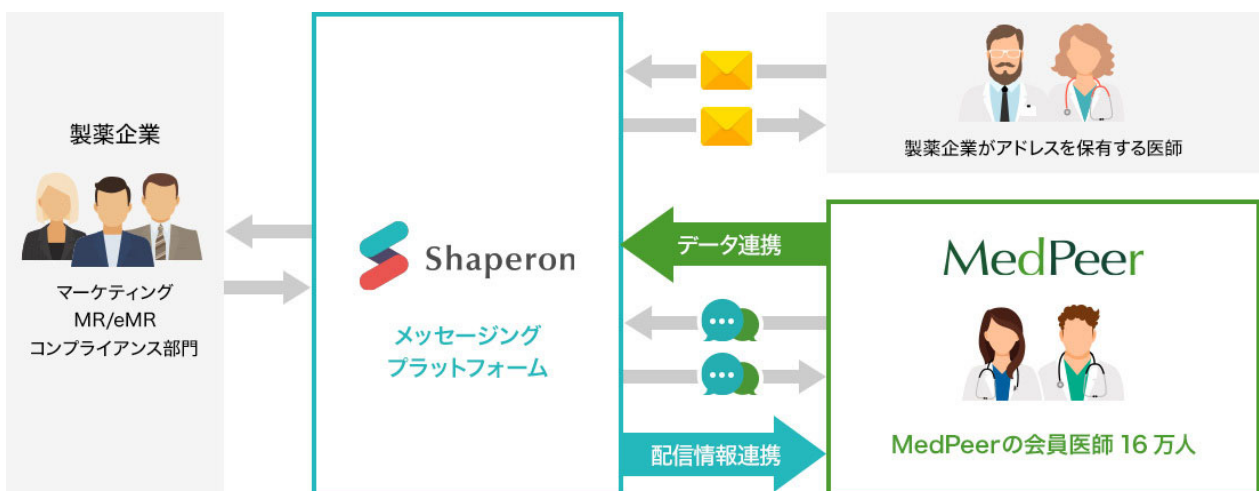 製薬企業
マーケティング
MR/eMR
コンプライアンス部門
Shaperon
メッセージング
プラットフォーム
製薬企業がアドレスを保有する医師
データ連携
配信情報連携
MedPeer
MedPeerの会員医師 16 万人